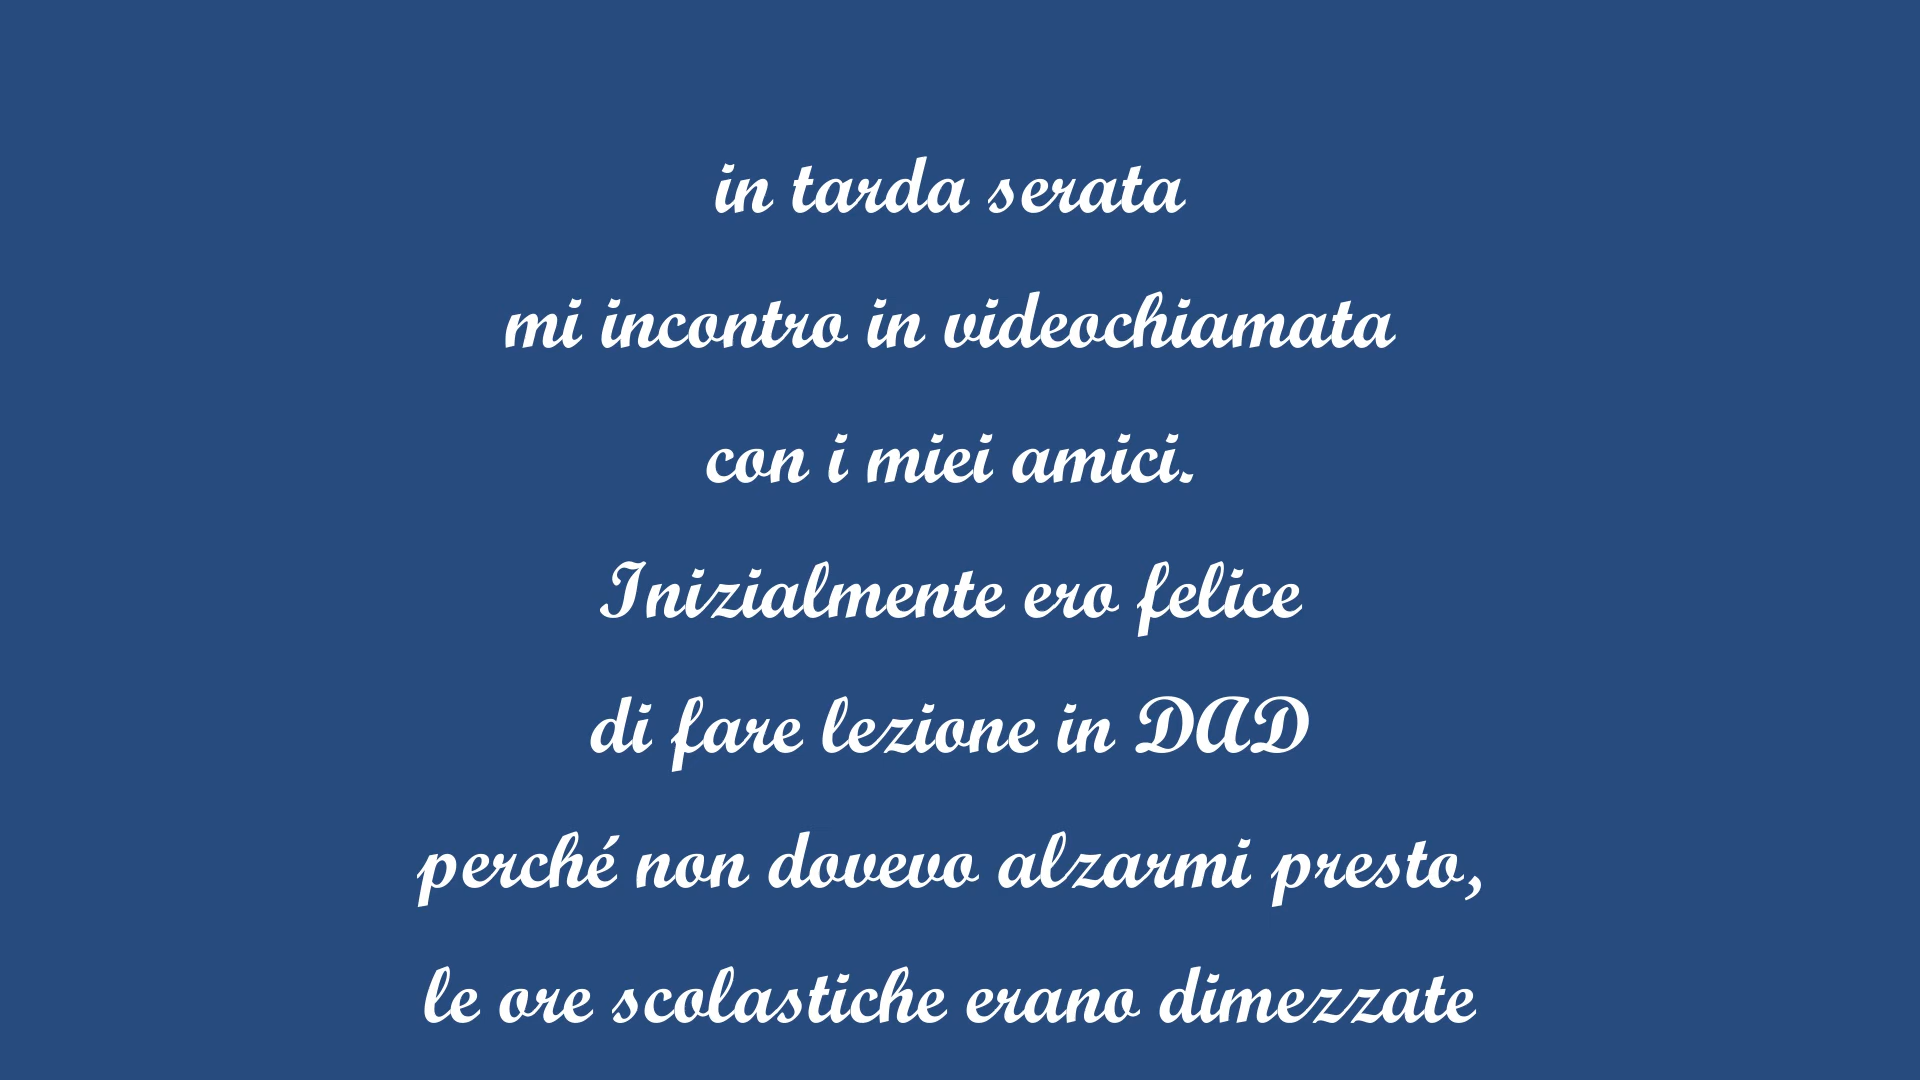 in tarda serata
mi incontro in videochiamata
con i miei amici.
Inizialmente ero felice
di fare lezione in DAD
perché non dovevo alzarmi presto,
le ore scolastiche erano dimezzate